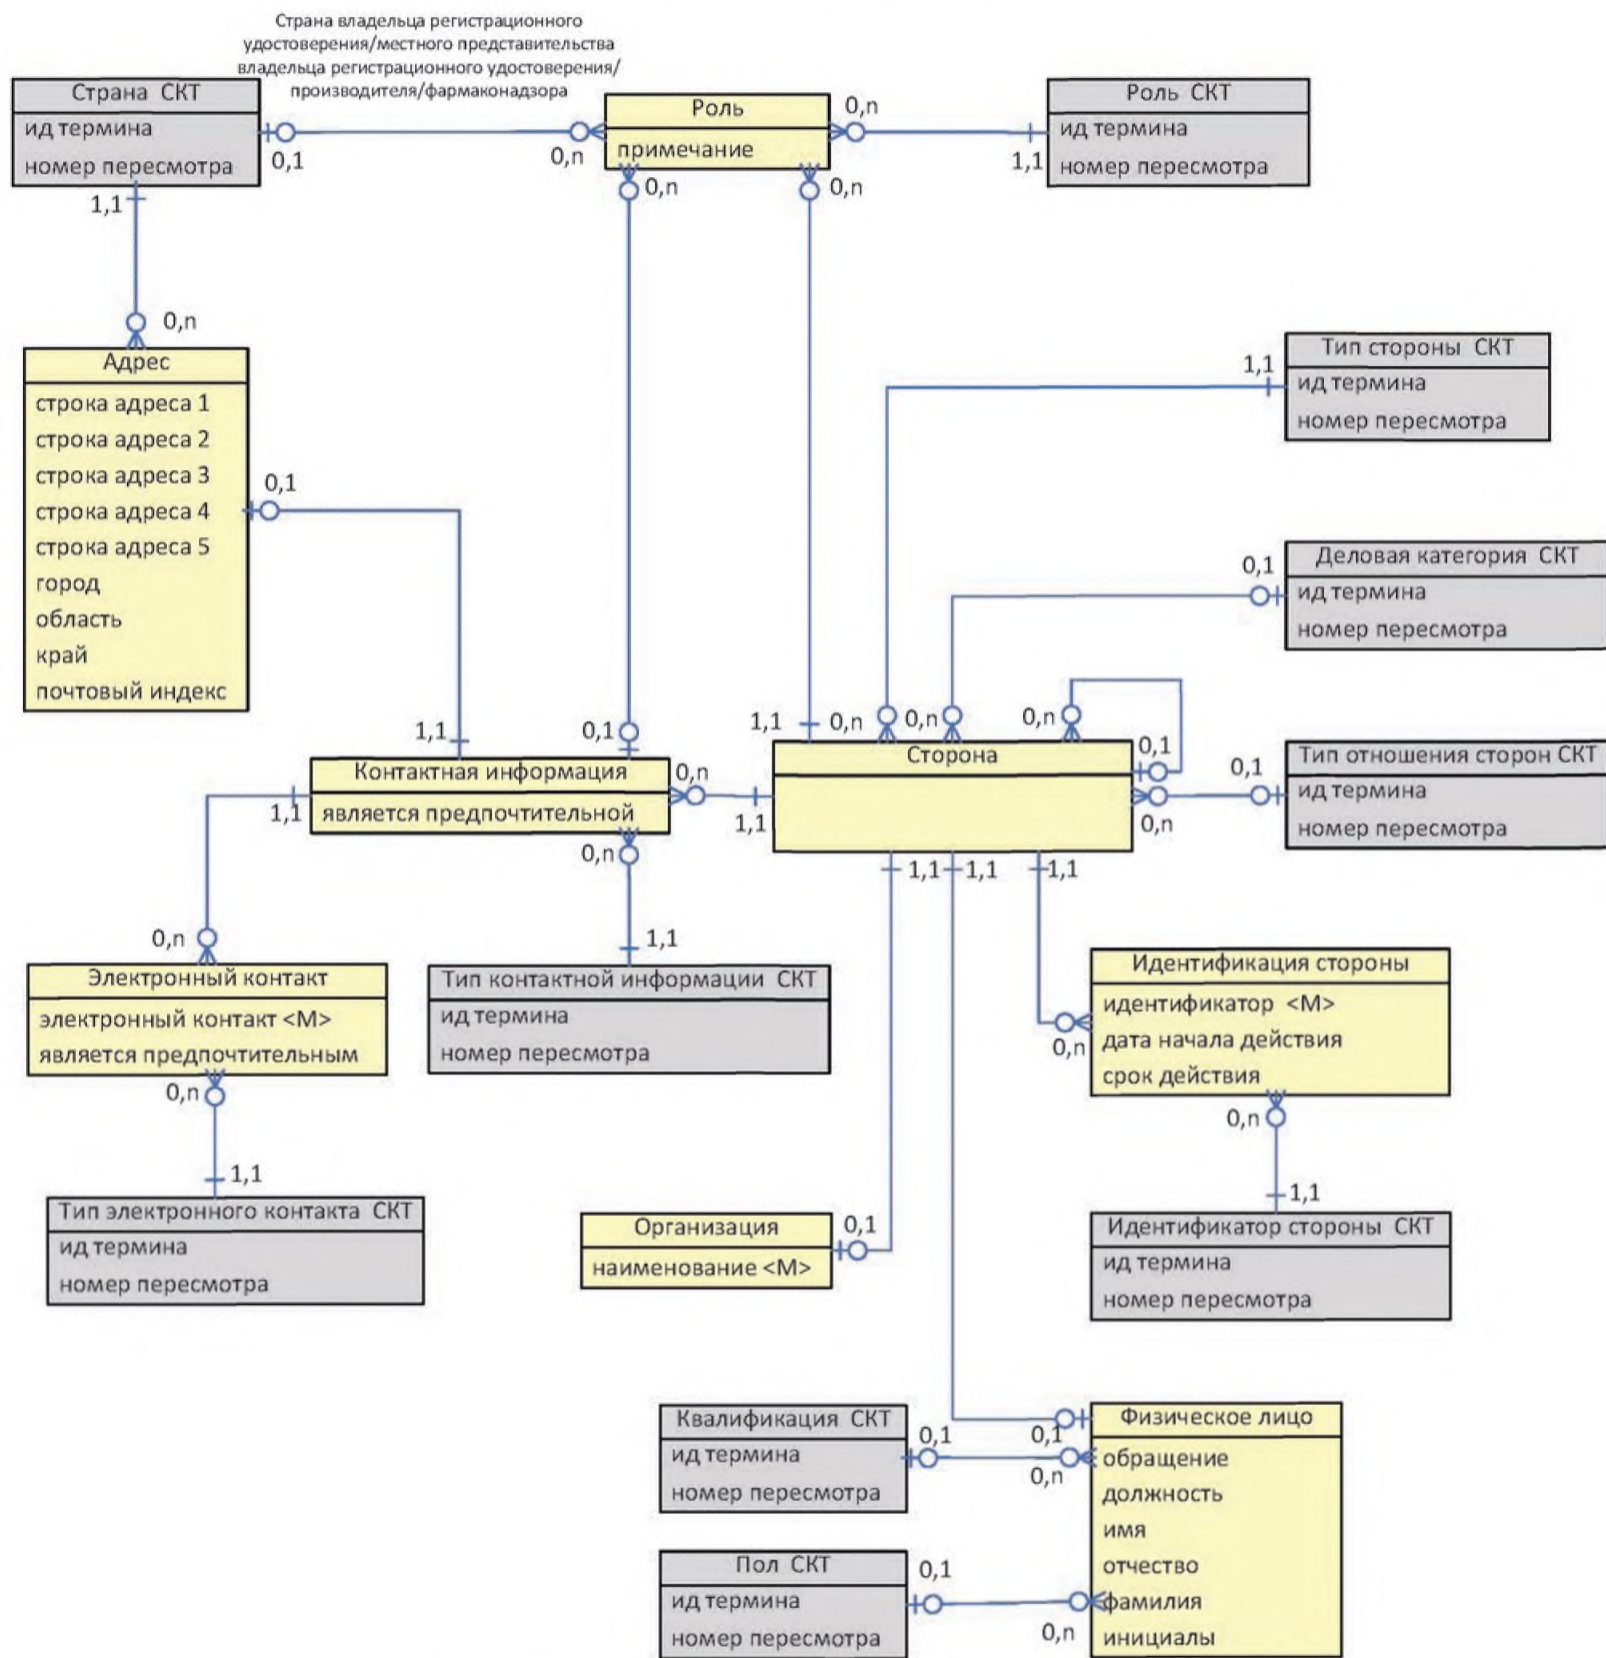 Страна владельца регистрационного
удостоверения/местного представительства
владельца регистрационного удостоверения/
производителя/фармаконадзора
Страна СКТ
ид термина
номер пересмотра
0,1
0,n
Роль
примечание
0,n
1,1
Роль СКТ
ид термина
номер пересмотра
1,1
0,n
0,n
0,n
Адрес
строка адреса 1
строка адреса 2
строка адреса 3
строка адреса 4
строка адреса 5
город
область
край
почтовый индекс
0,1
1,1
Тип стороны СКТ
ид термина
номер пересмотра
0,1
Деловая категория СКТ
ид термина
номер пересмотра
1,1
0,1
1,1
0,n
0,n
0,n
0,1
Контактная информация
является предпочтительной
1,1
0,n
1,1
0,n
Сторона
0,1
0,n
Тип отношения сторон СКТ
ид термина
номер пересмотра
1,1
1,1
1,1
0,n
Электронный контакт
электронный контакт <М>
является предпочтительным
0,n
1,1
Тип контактной информации СКТ
ид термина
номер пересмотра
0,n
Идентификация стороны
идентификатор <М>
дата начала действия
срок действия
0,n
1,1
Тип электронного контакта СКТ
ид термина
номер пересмотра
Организация
наименование <М>
0,1
1,1
Идентификатор стороны СКТ
ид термина
номер пересмотра
Квалификация СКТ
ид термина
номер пересмотра
0,1
0,1
0,n
Физическое лицо
обращение
должность
имя
отчество
фамилия
инициалы
Пол СКТ
ид термина
номер пересмотра
0,1
0,n